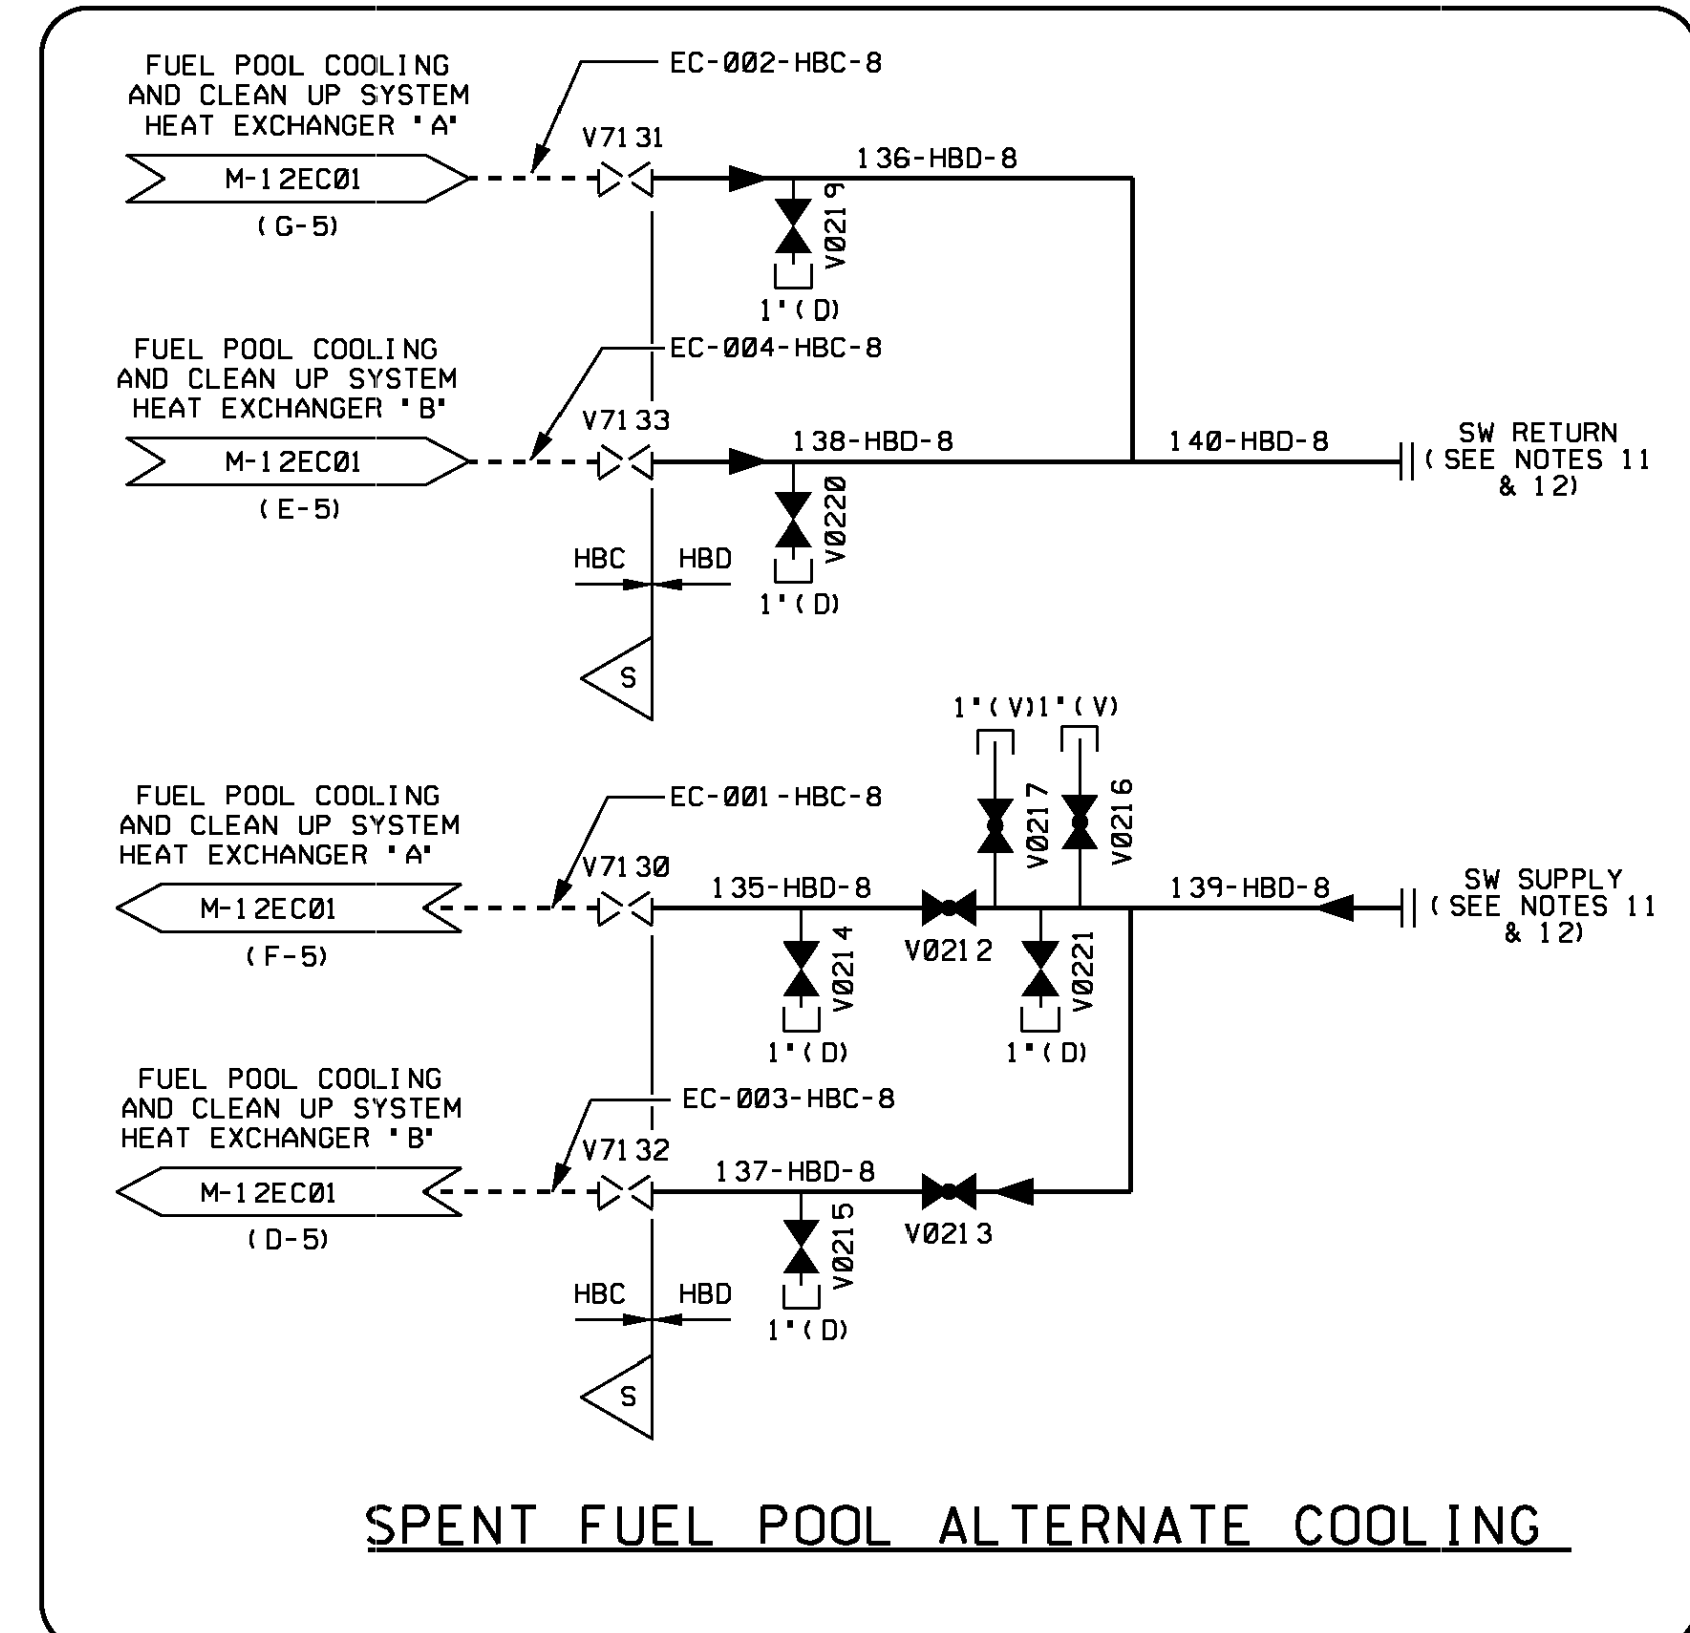 FUEL POOL COOLING
AND CLEAN UP SYSTEM
HEAT EXCHANGER "A"
M-12EC01
(G-5)
EC-002-HBC-8
V7131
136-HBD-8
V0219
1"(D)
FUEL POOL COOLING
AND CLEAN UP SYSTEM
HEAT EXCHANGER "B"
M-12EC01
(E-5)
EC-004-HBC-8
V7133
138-HBD-8
140-HBD-8
SW RETURN
(SEE NOTES 11
& 12)
V0220
1"(D)
HBC
HBD
S
1"(V)
1"(V)
V0217
V0216
FUEL POOL COOLING
AND CLEAN UP SYSTEM
HEAT EXCHANGER "A"
M-12EC01
(F-5)
EC-001-HBC-8
V7130
135-HBD-8
V0212
139-HBD-8
SW SUPPLY
(SEE NOTES 11
& 12)
V0214
1"(D)
V0221
1"(D)
FUEL POOL COOLING
AND CLEAN UP SYSTEM
HEAT EXCHANGER "B"
M-12EC01
(D-5)
EC-003-HBC-8
V7132
137-HBD-8
V0213
V0215
1"(D)
HBC
HBD
S
SPENT FUEL POOL ALTERNATE COOLING